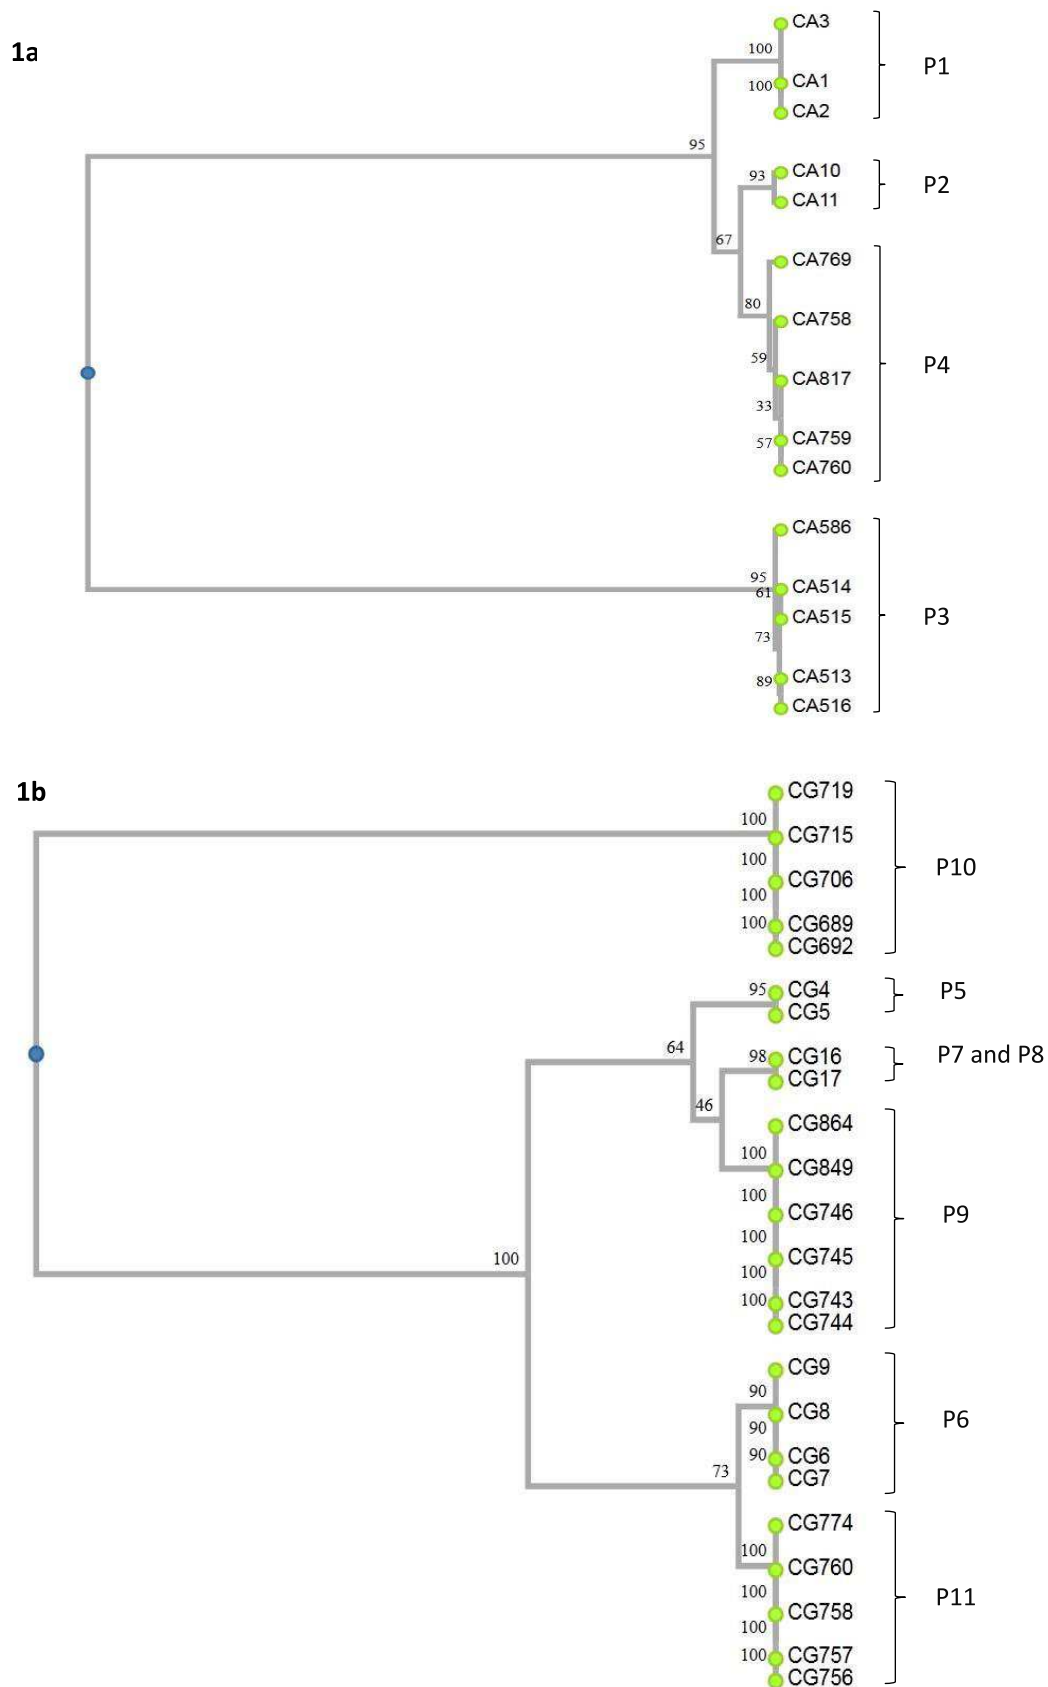 1a
CA3
100
P1
CA1
100
CA2
95
CA10
93
P2
CA11
67
CA769
80
CA758
59
P4
CA817
33
CA759
57
CA760
CA586
95
CA514
61
CA515
P3
73
CA513
89
CA516
1b
CG719
100
CG715
100
P10
CG706
100
CG689
100
CG692
CG4
95
P5
CG5
64
CG16
98
P7 and P8
CG17
46
CG864
100
CG849
100
CG746
P9
100
CG745
100
CG743
100
CG744
100
CG9
90
CG8
P6
90
CG6
90
CG7
73
CG774
100
CG760
100
P11
CG758
100
CG757
100
CG756